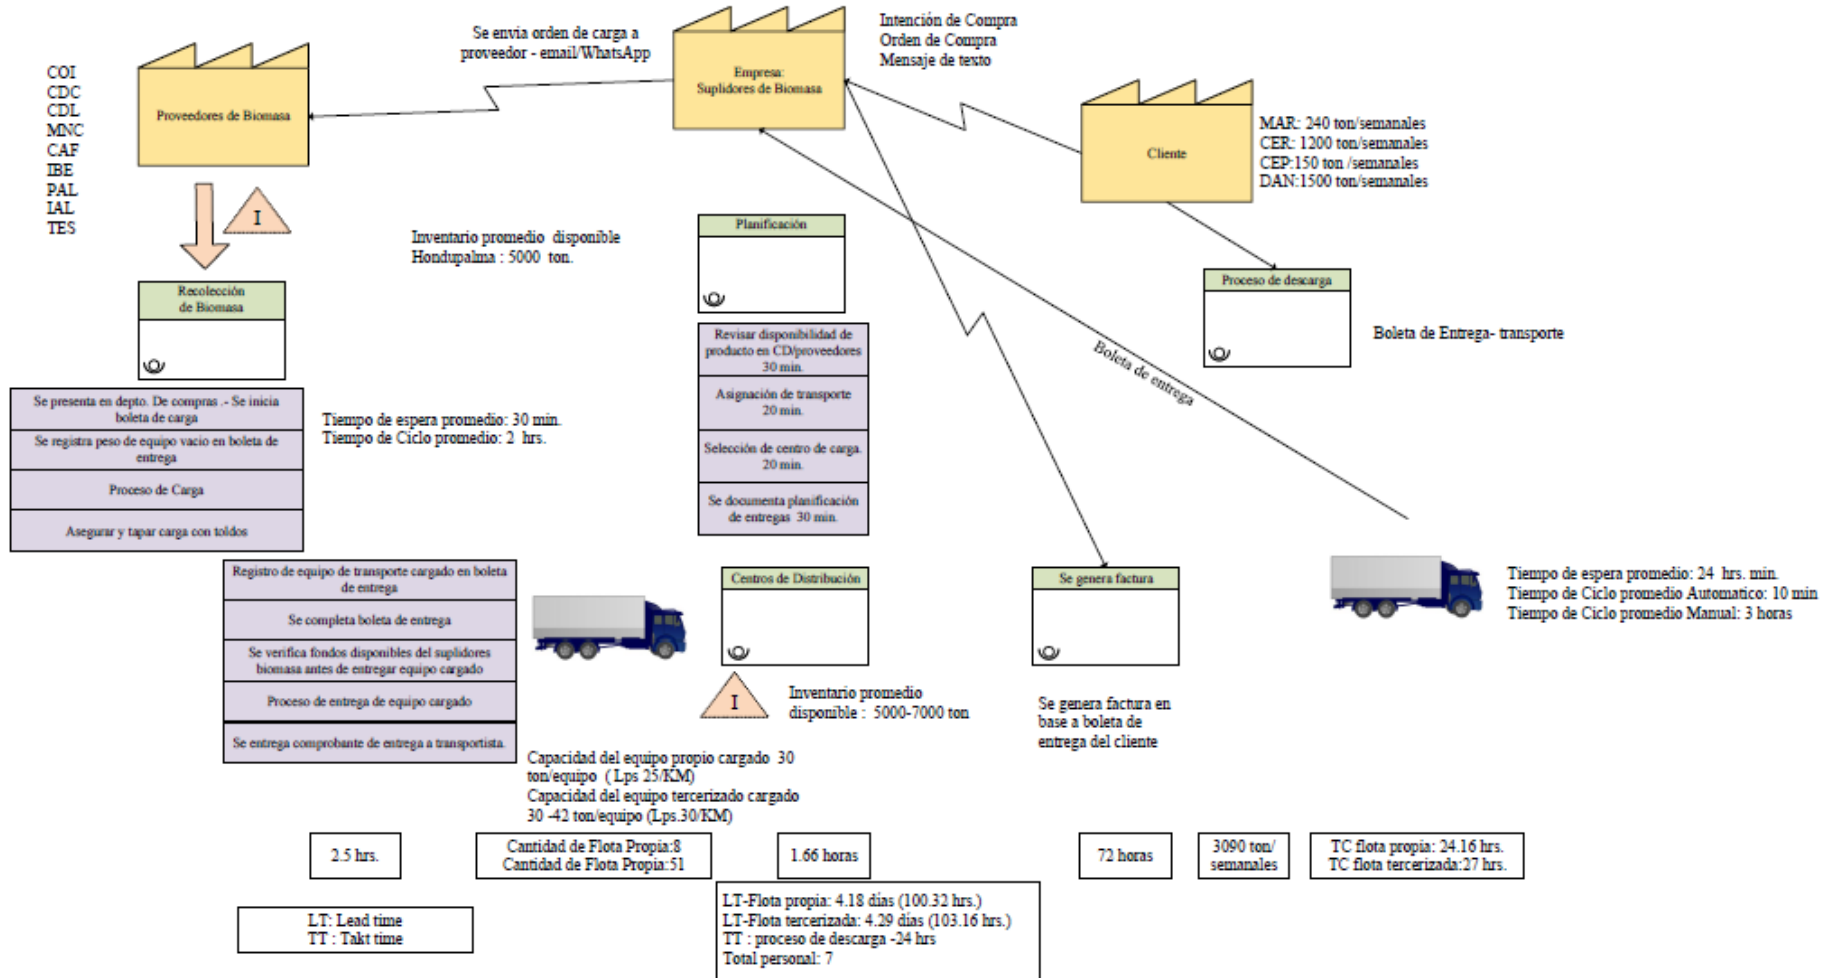 Se envia orden de carga a
proveedor - email/WhatsApp
Intención de Compra
Orden de Compra
Mensaje de texto
COI
CDC
CDL
MNC
CAF
IBE
PAL
IAL
TES
Proveedores de Biomasa
Empresa:
Suplidores de Biomasa
Cliente
MAR: 240 ton/semanales
CER: 1200 ton/semanales
CEP:150 ton /semanales
DAN:1500 ton/semanales
I
Inventario promedio disponible
Hondupalma : 5000 ton.
Planificación
Proceso de descarga
Boleta de Entrega- transporte
Recolección
de Biomasa
Revisar disponibilidad de
producto en CD/proveedores
30 min.
Asignación de transporte
20 min.
Selección de centro de carga.
20 min.
Se documenta planificación
de entregas 30 min.
Boleta de entrega
Se presenta en depto. De compras .- Se inicia
boleta de carga
Se registra peso de equipo vacio en boleta de
entrega
Proceso de Carga
Asegurar y tapar carga con toldos
Tiempo de espera promedio: 30 min.
Tiempo de Ciclo promedio: 2 hrs.
Registro de equipo de transporte cargado en boleta
de entrega
Se completa boleta de entrega
Se verifica fondos disponibles del suplidores
biomasa antes de entregar equipo cargado
Proceso de entrega de equipo cargado
Se entrega comprobante de entrega a transportista.
Centros de Distribución
Se genera factura
Tiempo de espera promedio: 24 hrs. min.
Tiempo de Ciclo promedio Automatico: 10 min
Tiempo de Ciclo promedio Manual: 3 horas
I
Inventario promedio
disponible : 5000-7000 ton
Se genera factura en
base a boleta de
entrega del cliente
Capacidad del equipo propio cargado 30
ton/equipo ( Lps 25/KM)
Capacidad del equipo tercerizado cargado
30 -42 ton/equipo (Lps.30/KM)
2.5 hrs.
Cantidad de Flota Propia:8
Cantidad de Flota Propia:51
1.66 horas
72 horas
3090 ton/
semanales
TC flota propia: 24.16 hrs.
TC flota tercerizada:27 hrs.
LT: Lead time
TT : Takt time
LT-Flota propia: 4.18 días (100.32 hrs.)
LT-Flota tercerizada: 4.29 días (103.16 hrs.)
TT : proceso de descarga -24 hrs
Total personal: 7